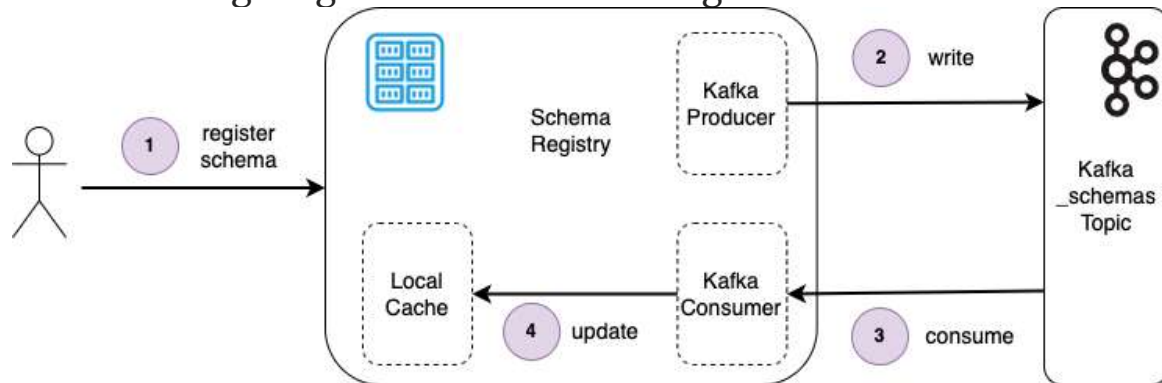 1
register
schema
Schema
Registry
Kafka
Producer
2
write
Kafka
_schemas
Topic
Local
Cache
4
update
Kafka
Consumer
3
consume